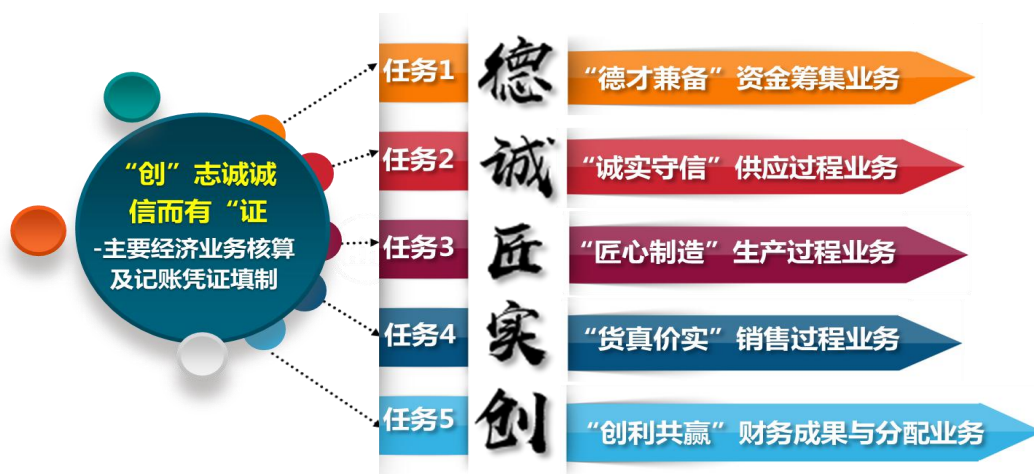 “创”志诚诚
信而有“证
-主要经济业务核算
及记账凭证填制
任务1 德 “德才兼备”资金筹集业务
任务2 诚 “诚实守信”供应过程业务
任务3 匠 “匠心制造”生产过程业务
任务4 实 “货真价实”销售过程业务
任务5 创 “创利共赢”财务成果与分配业务